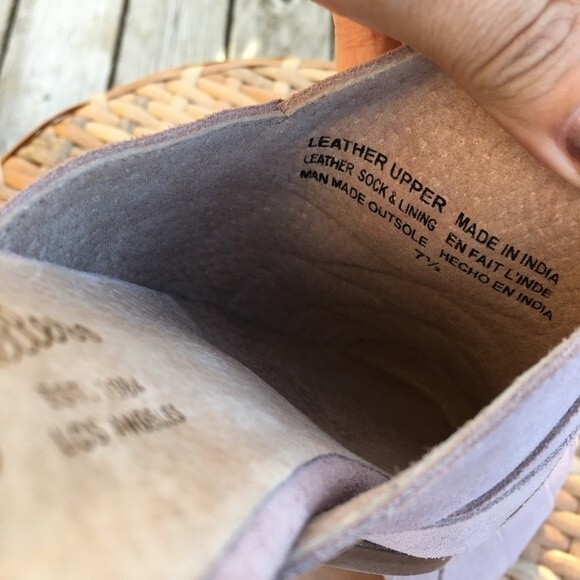 LEATHER UPPER
LEATHER SOCK & LINING
MAN MADE OUTSOLE
7½
MADE IN INDIA
EN FAIT L'INDE
HECHO EN INDIA
LOS ANGELES